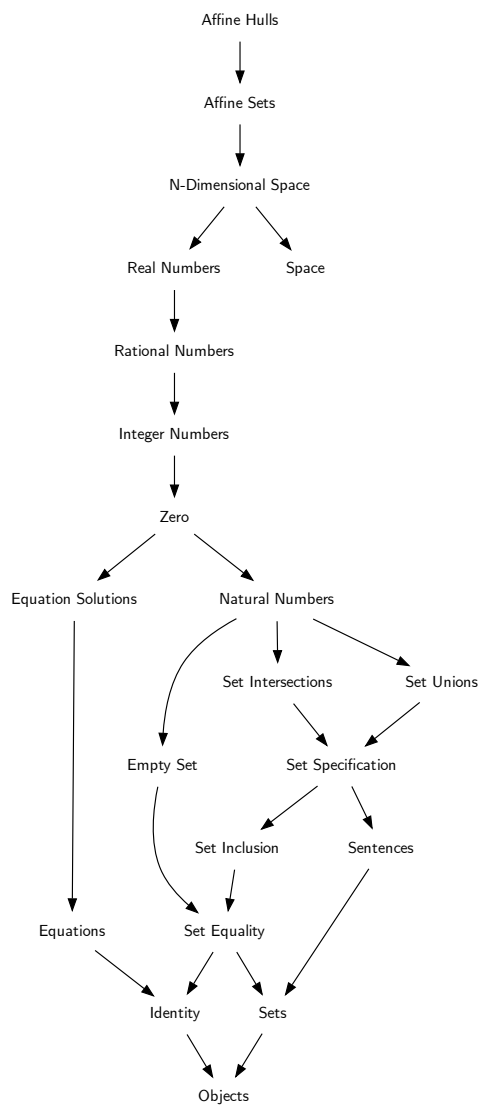 Affine Hulls
Affine Sets
N-Dimensional Space
Real Numbers
Space
Rational Numbers
Integer Numbers
Zero
Equation Solutions
Natural Numbers
Set Intersections
Set Unions
Empty Set
Set Specification
Set Inclusion
Sentences
Equations
Set Equality
Identity
Sets
Objects